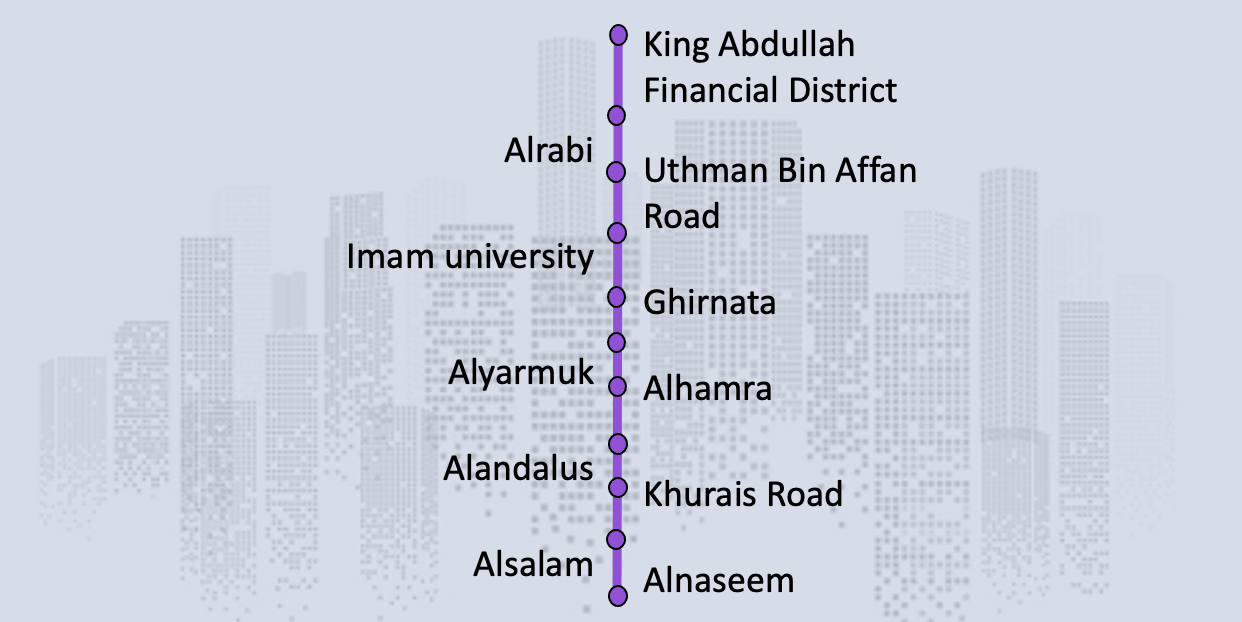 King Abdullah
Financial District
Alrabi
Uthman Bin Affan
Road
Imam university
Ghirnata
Alyarmuk
Alhamra
Alandalus
Khurais Road
Alsalam
Alnaseem